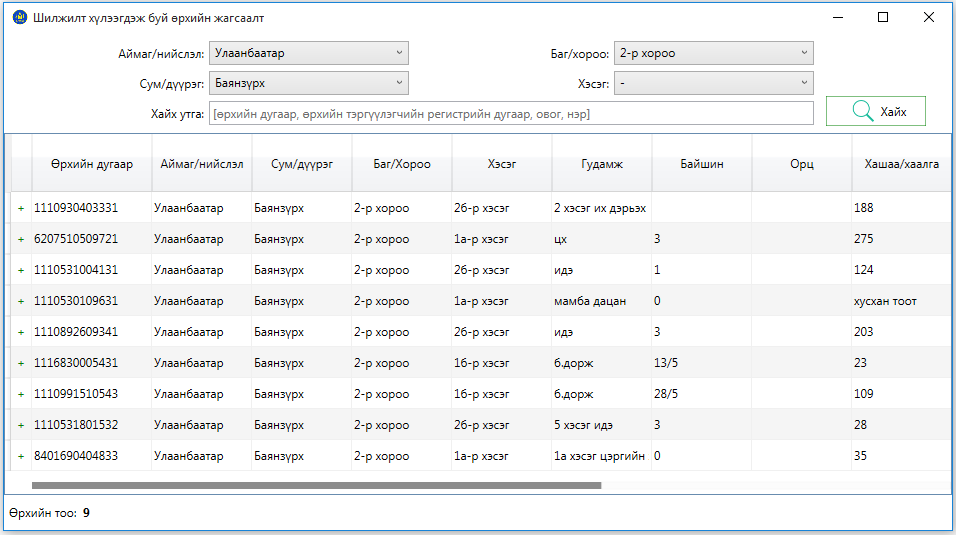 Шилжилт хүлээгдэж буй өрхийн жагсаалт
Аймаг/нийслэл: Улаанбаатар Баг/хороо: 2-р хороо
Сум/дүүрэг: Баянзүрх Хэсэг: -
Хайх утга: [өрхийн дугаар, өрхийн тэргүүлэгчийн регистрийн дугаар, овог, нэр] Хайх
Өрхийн дугаар Аймаг/нийслэл Сум/дүүрэг Баг/Хороо Хэсэг Гудамж Байшин Орц Хашаа/хаалга
+ 1110930403331 Улаанбаатар Баянзүрх 2-р хороо 2б-р хэсэг 2 хэсэг их дэрьэх 188
+ 6207510509721 Улаанбаатар Баянзүрх 2-р хороо 1а-р хэсэг цх 3 275
+ 1110531004131 Улаанбаатар Баянзүрх 2-р хороо 2б-р хэсэг идэ 1 124
+ 1110530109631 Улаанбаатар Баянзүрх 2-р хороо 1а-р хэсэг мамба дацан 0 хусхан тоот
+ 1110892609341 Улаанбаатар Баянзүрх 2-р хороо 2б-р хэсэг идэ 3 203
+ 1116830005431 Улаанбаатар Баянзүрх 2-р хороо 1б-р хэсэг б.дорж 13/5 23
+ 1110991510543 Улаанбаатар Баянзүрх 2-р хороо 1б-р хэсэг б.дорж 28/5 109
+ 1110531801532 Улаанбаатар Баянзүрх 2-р хороо 2б-р хэсэг 5 хэсэг идэ 3 28
+ 8401690404833 Улаанбаатар Баянзүрх 2-р хороо 1а-р хэсэг 1а хэсэг цэргийн 0 35
Өрхийн тоо: 9